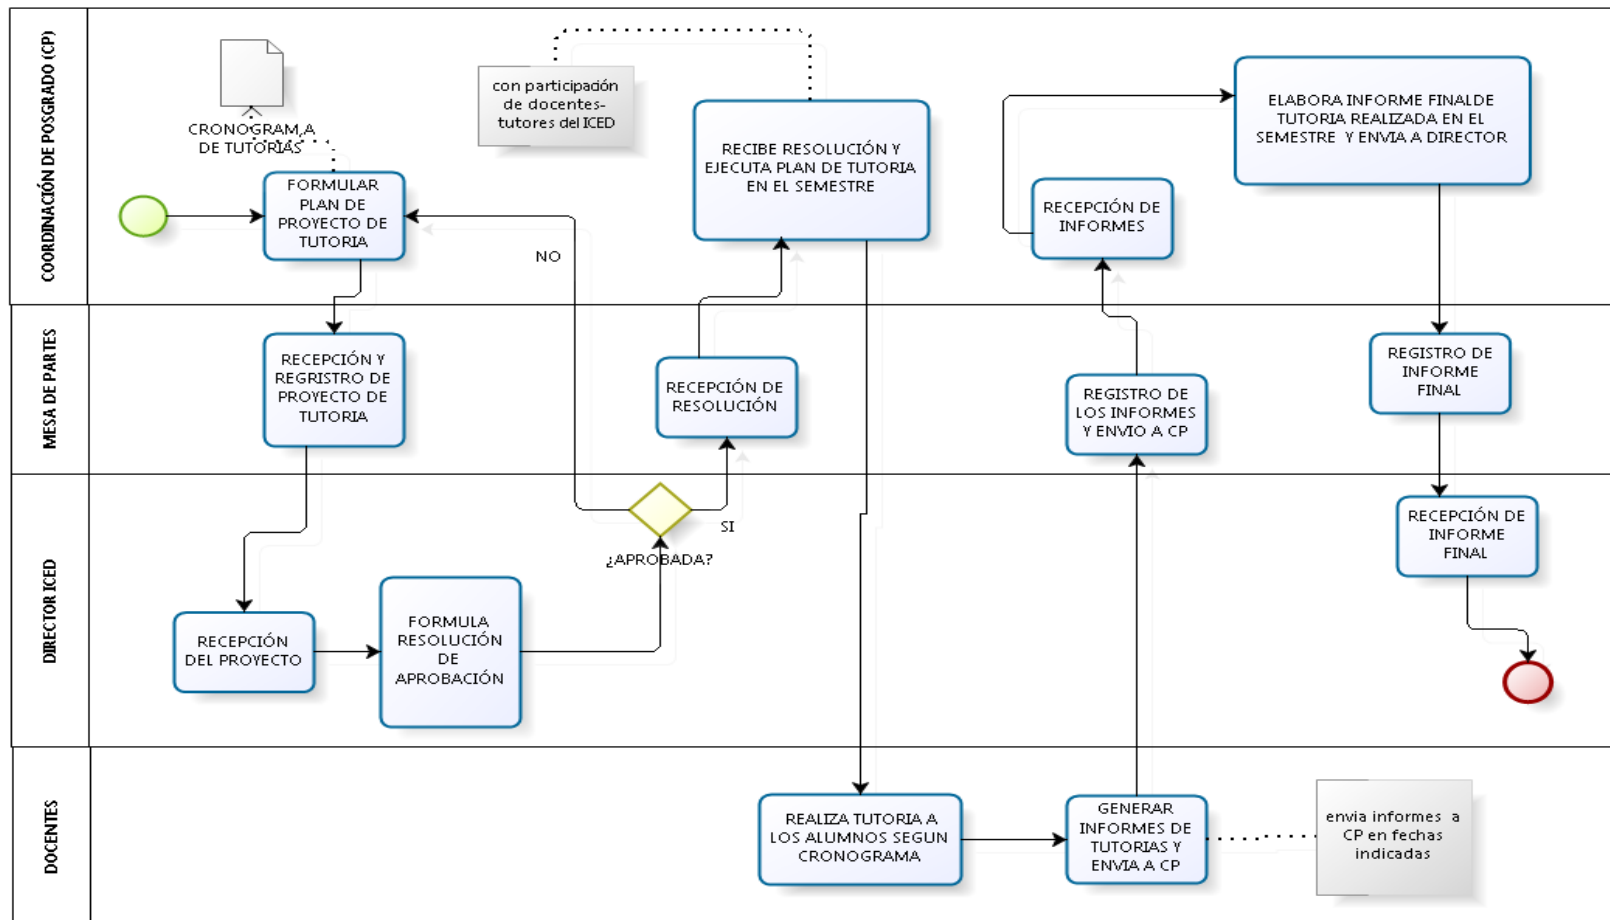 COORDINACIÓN DE POSGRADO (CP)
CRONOGRAM,A
DE TUTORIAS
FORMULAR
PLAN DE
PROYECTO DE
TUTORIA
con participación
de docentes-
tutores del ICED
RECIBE RESOLUCIÓN Y
EJECUTA PLAN DE TUTORIA
EN EL SEMESTRE
RECEPCIÓN DE
INFORMES
ELABORA INFORME FINALDE
TUTORIA REALIZADA EN EL
SEMESTRE Y ENVIA A DIRECTOR
NO
MESA DE PARTES
RECEPCIÓN Y
REGRISTRO DE
PROYECTO DE
TUTORIA
RECEPCIÓN DE
RESOLUCIÓN
REGISTRO DE
LOS INFORMES
Y ENVIO A CP
REGISTRO DE
INFORME
FINAL
DIRECTOR ICED
RECEPCIÓN
DEL PROYECTO
FORMULA
RESOLUCIÓN
DE
APROBACIÓN
¿APROBADA?
SI
RECEPCIÓN DE
INFORME
FINAL
DOCENTES
REALIZA TUTORIA A
LOS ALUMNOS SEGUN
CRONOGRAMA
GENERAR
INFORMES DE
TUTORIAS Y
ENVIA A CP
envia informes a
CP en fechas
indicadas